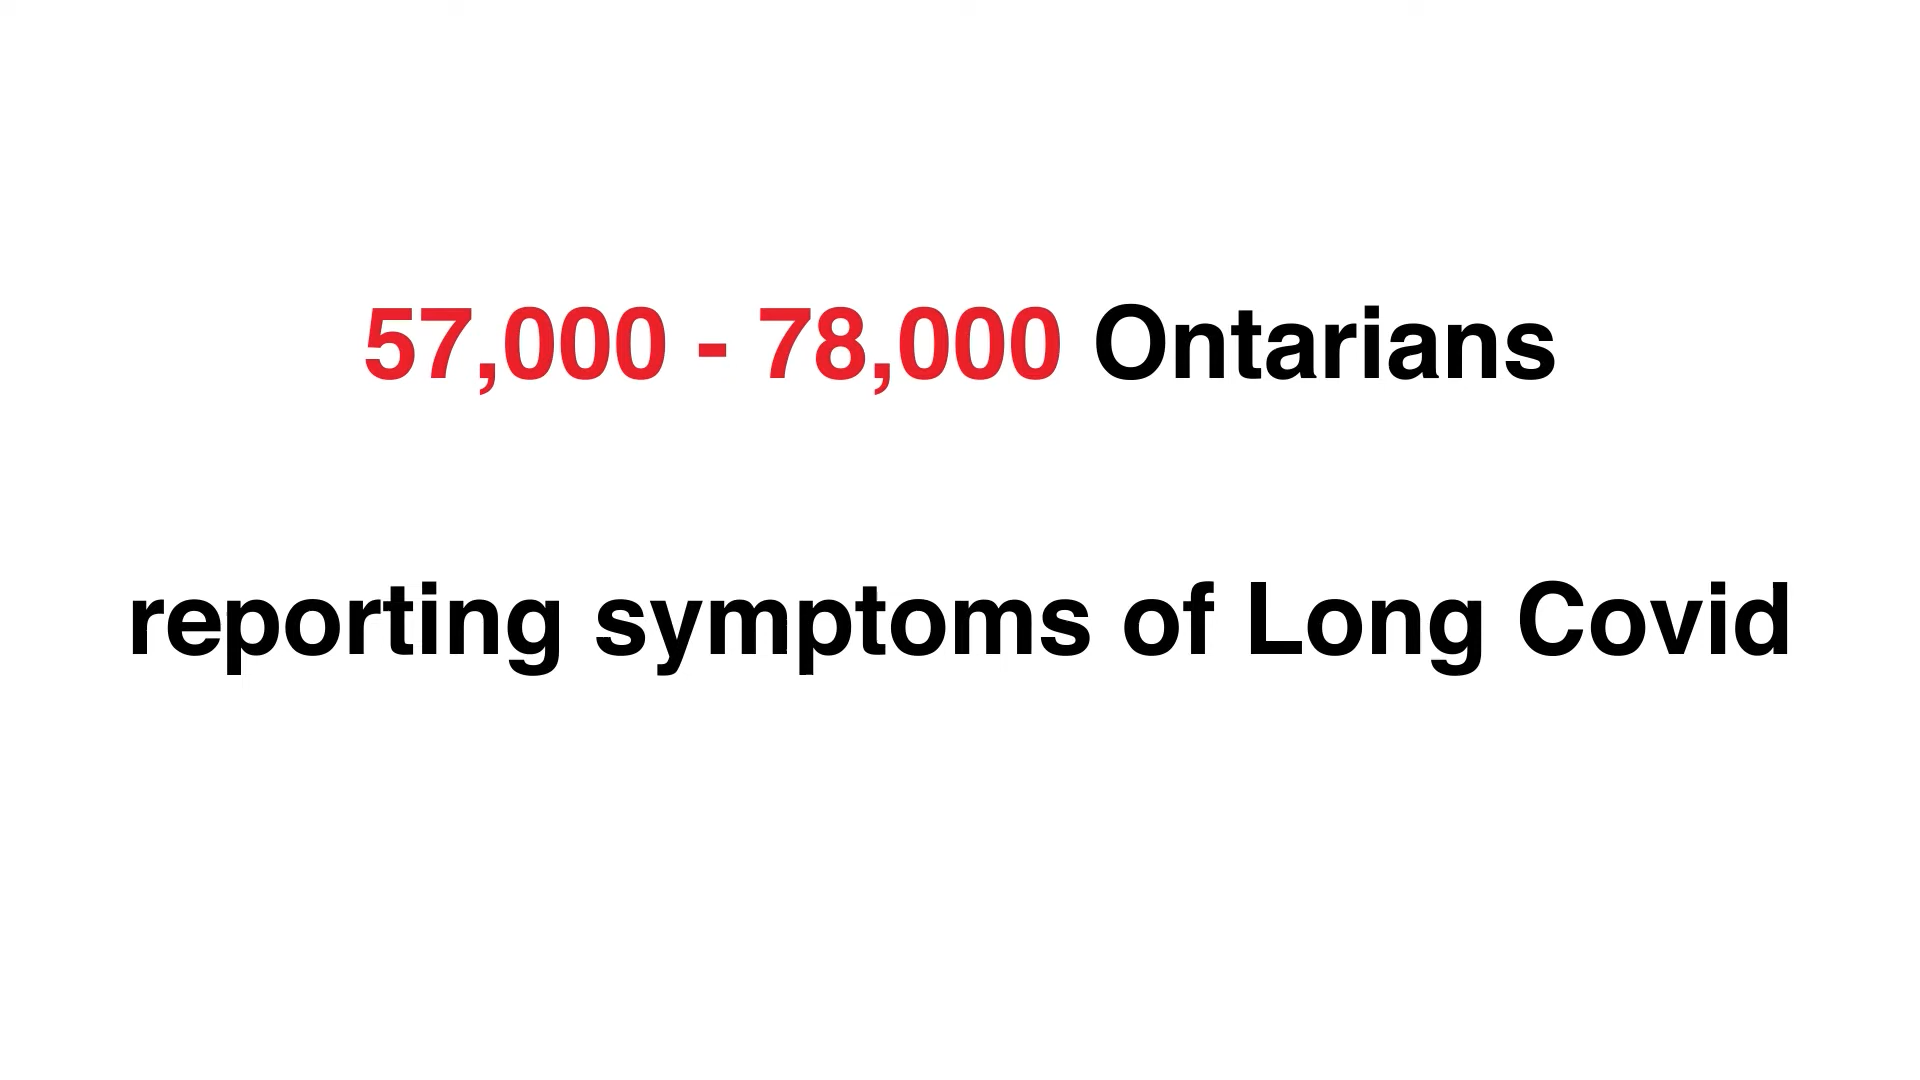 57,000 - 78,000 Ontarians
reporting symptoms of Long Covid